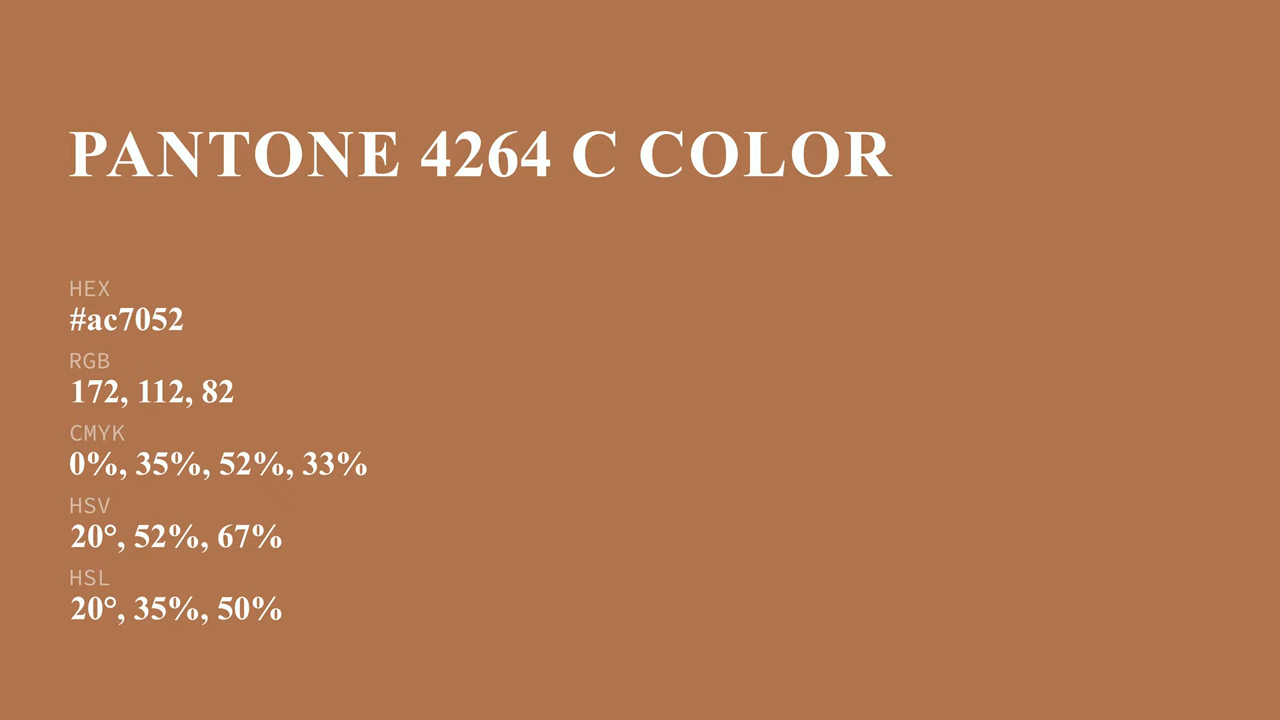 PANTONE 4264 C COLOR
HEX
#ac7052
RGB
172, 112, 82
CMYK
0%, 35%, 52%, 33%
HSV
20°, 52%, 67%
HSL
20°, 35%, 50%